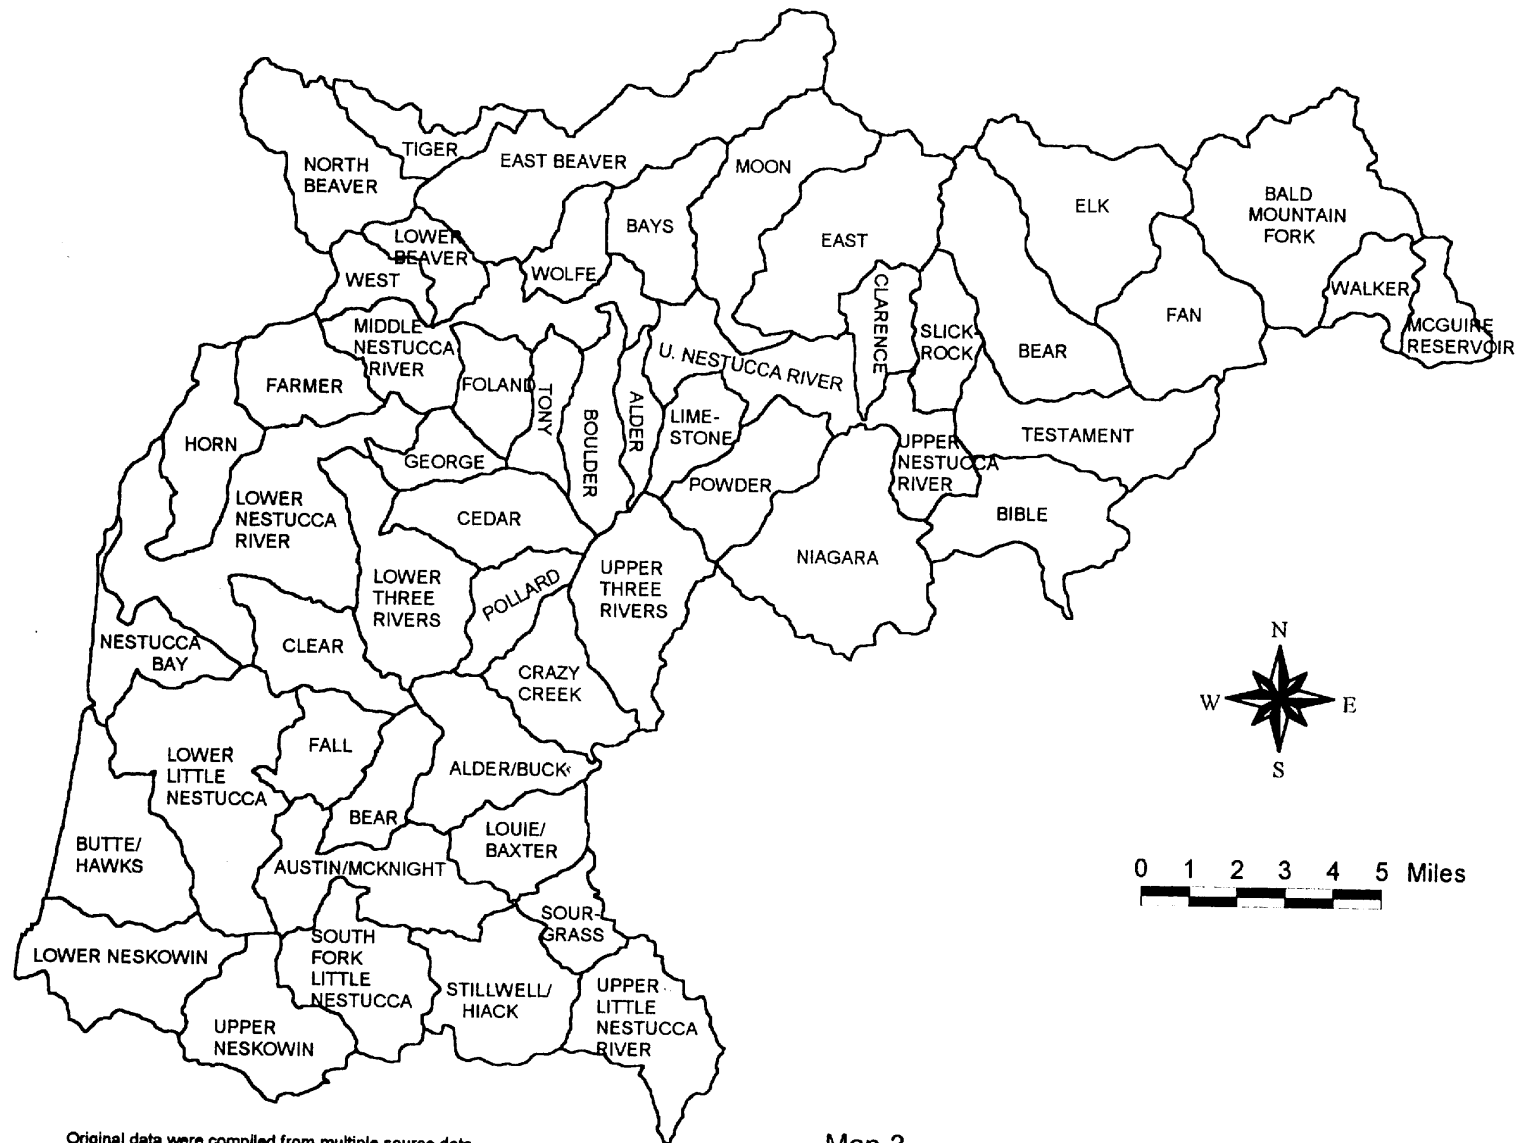 TIGER
NORTH
BEAVER
EAST BEAVER
MOON
BAYS
EAST
ELK
BALD
MOUNTAIN
FORK
LOWER
BEAVER
WEST
WOLFE
CLARENCE
WALKER
FAN
MCGUIRE
RESERVOIR
MIDDLE
NESTUCCA
RIVER
SLICK
ROCK
BEAR
U. NESTUCCA RIVER
FARMER
FOLAND
TONY
BOULDER
ALDER
LIME-
STONE
HORN
GEORGE
UPPER
NESTUCCA
RIVER
TESTAMENT
POWDER
LOWER
NESTUCCA
RIVER
CEDAR
BIBLE
NIAGARA
LOWER
THREE
RIVERS
POLLARD
UPPER
THREE
RIVERS
NESTUCCA
BAY
CLEAR
CRAZY
CREEK
N
W
E
S
FALL
LOWER
LITTLE
NESTUCCA
ALDER/BUCK
BEAR
LOUIE/
BAXTER
BUTTE/
HAWKS
AUSTIN/MCKNIGHT
0 1 2 3 4 5 Miles
SOUR-
GRASS
LOWER NESKOWIN
SOUTH
FORK
LITTLE
NESTUCCA
STILLWELL/
HIACK
UPPER
LITTLE
NESTUCCA
RIVER
UPPER
NESKOWIN
Original data were compiled from multiple source data